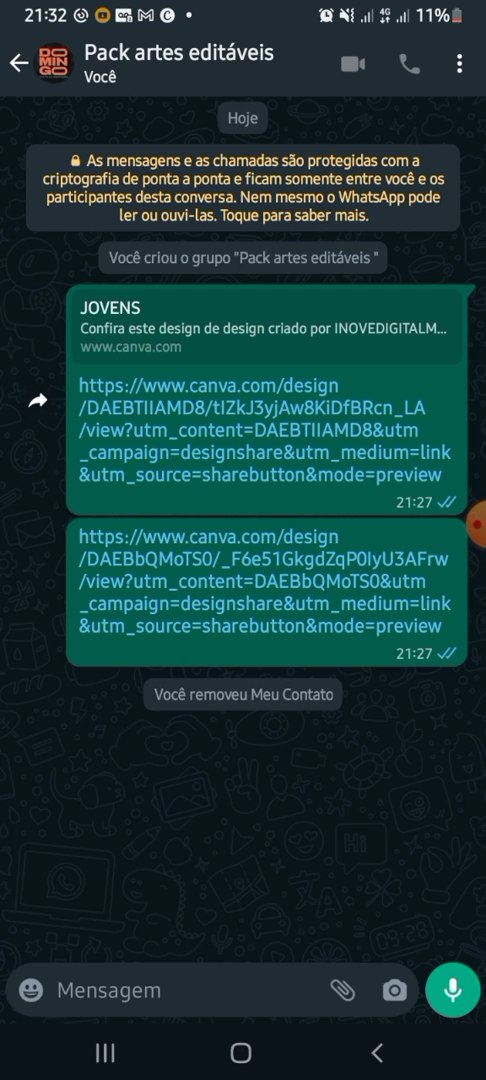 21:32 11%
DO
MIN
GO
Pack artes editáveis
Você
Hoje
As mensagens e as chamadas são protegidas com a
criptografia de ponta a ponta e ficam somente entre você e os
participantes desta conversa. Nem mesmo o WhatsApp pode
ler ou ouvi-las. Toque para saber mais.
Você criou o grupo "Pack artes editáveis "
JOVENS
Confira este design de design criado por INOVEDIGITALM...
www.canva.com
https://www.canva.com/design
/DAEBTIIAMD8/tIZkJ3yjAw8KiDfBRcn_LA
/view?utm_content=DAEBTIIAMD8&utm
_campaign=designshare&utm_medium=link
&utm_source=sharebutton&mode=preview
21:27
https://www.canva.com/design
/DAEBbQMoTS0/_F6e51GkgdZqP0IyU3AFrw
/view?utm_content=DAEBbQMoTS0&utm
_campaign=designshare&utm_medium=link
&utm_source=sharebutton&mode=preview
21:27
Você removeu Meu Contato
Mensagem